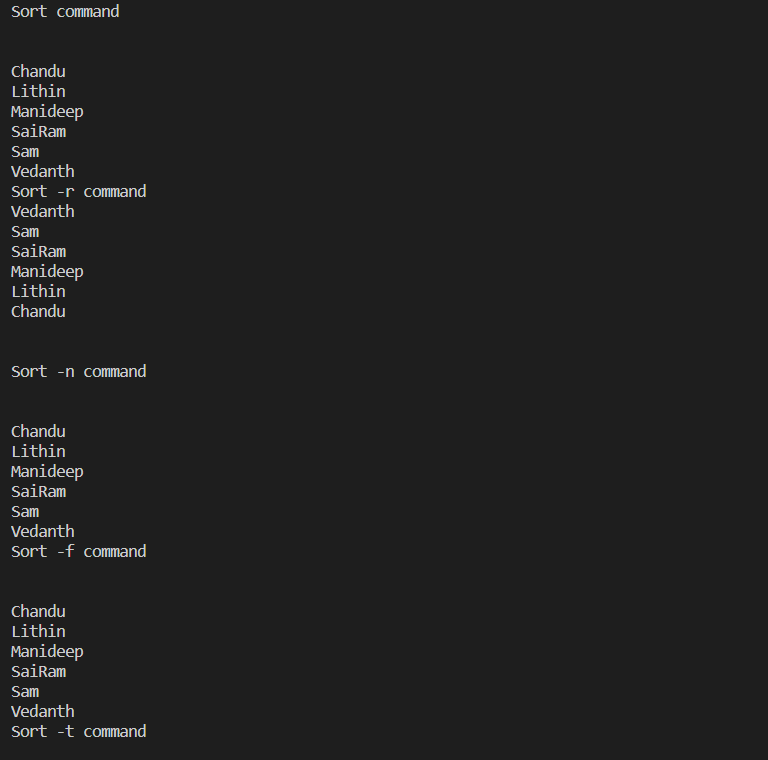 Sort command
Chandu
Lithin
Manideep
SaiRam
Sam
Vedanth
Sort -r command
Vedanth
Sam
SaiRam
Manideep
Lithin
Chandu
Sort -n command
Chandu
Lithin
Manideep
SaiRam
Sam
Vedanth
Sort -f command
Chandu
Lithin
Manideep
SaiRam
Sam
Vedanth
Sort -t command